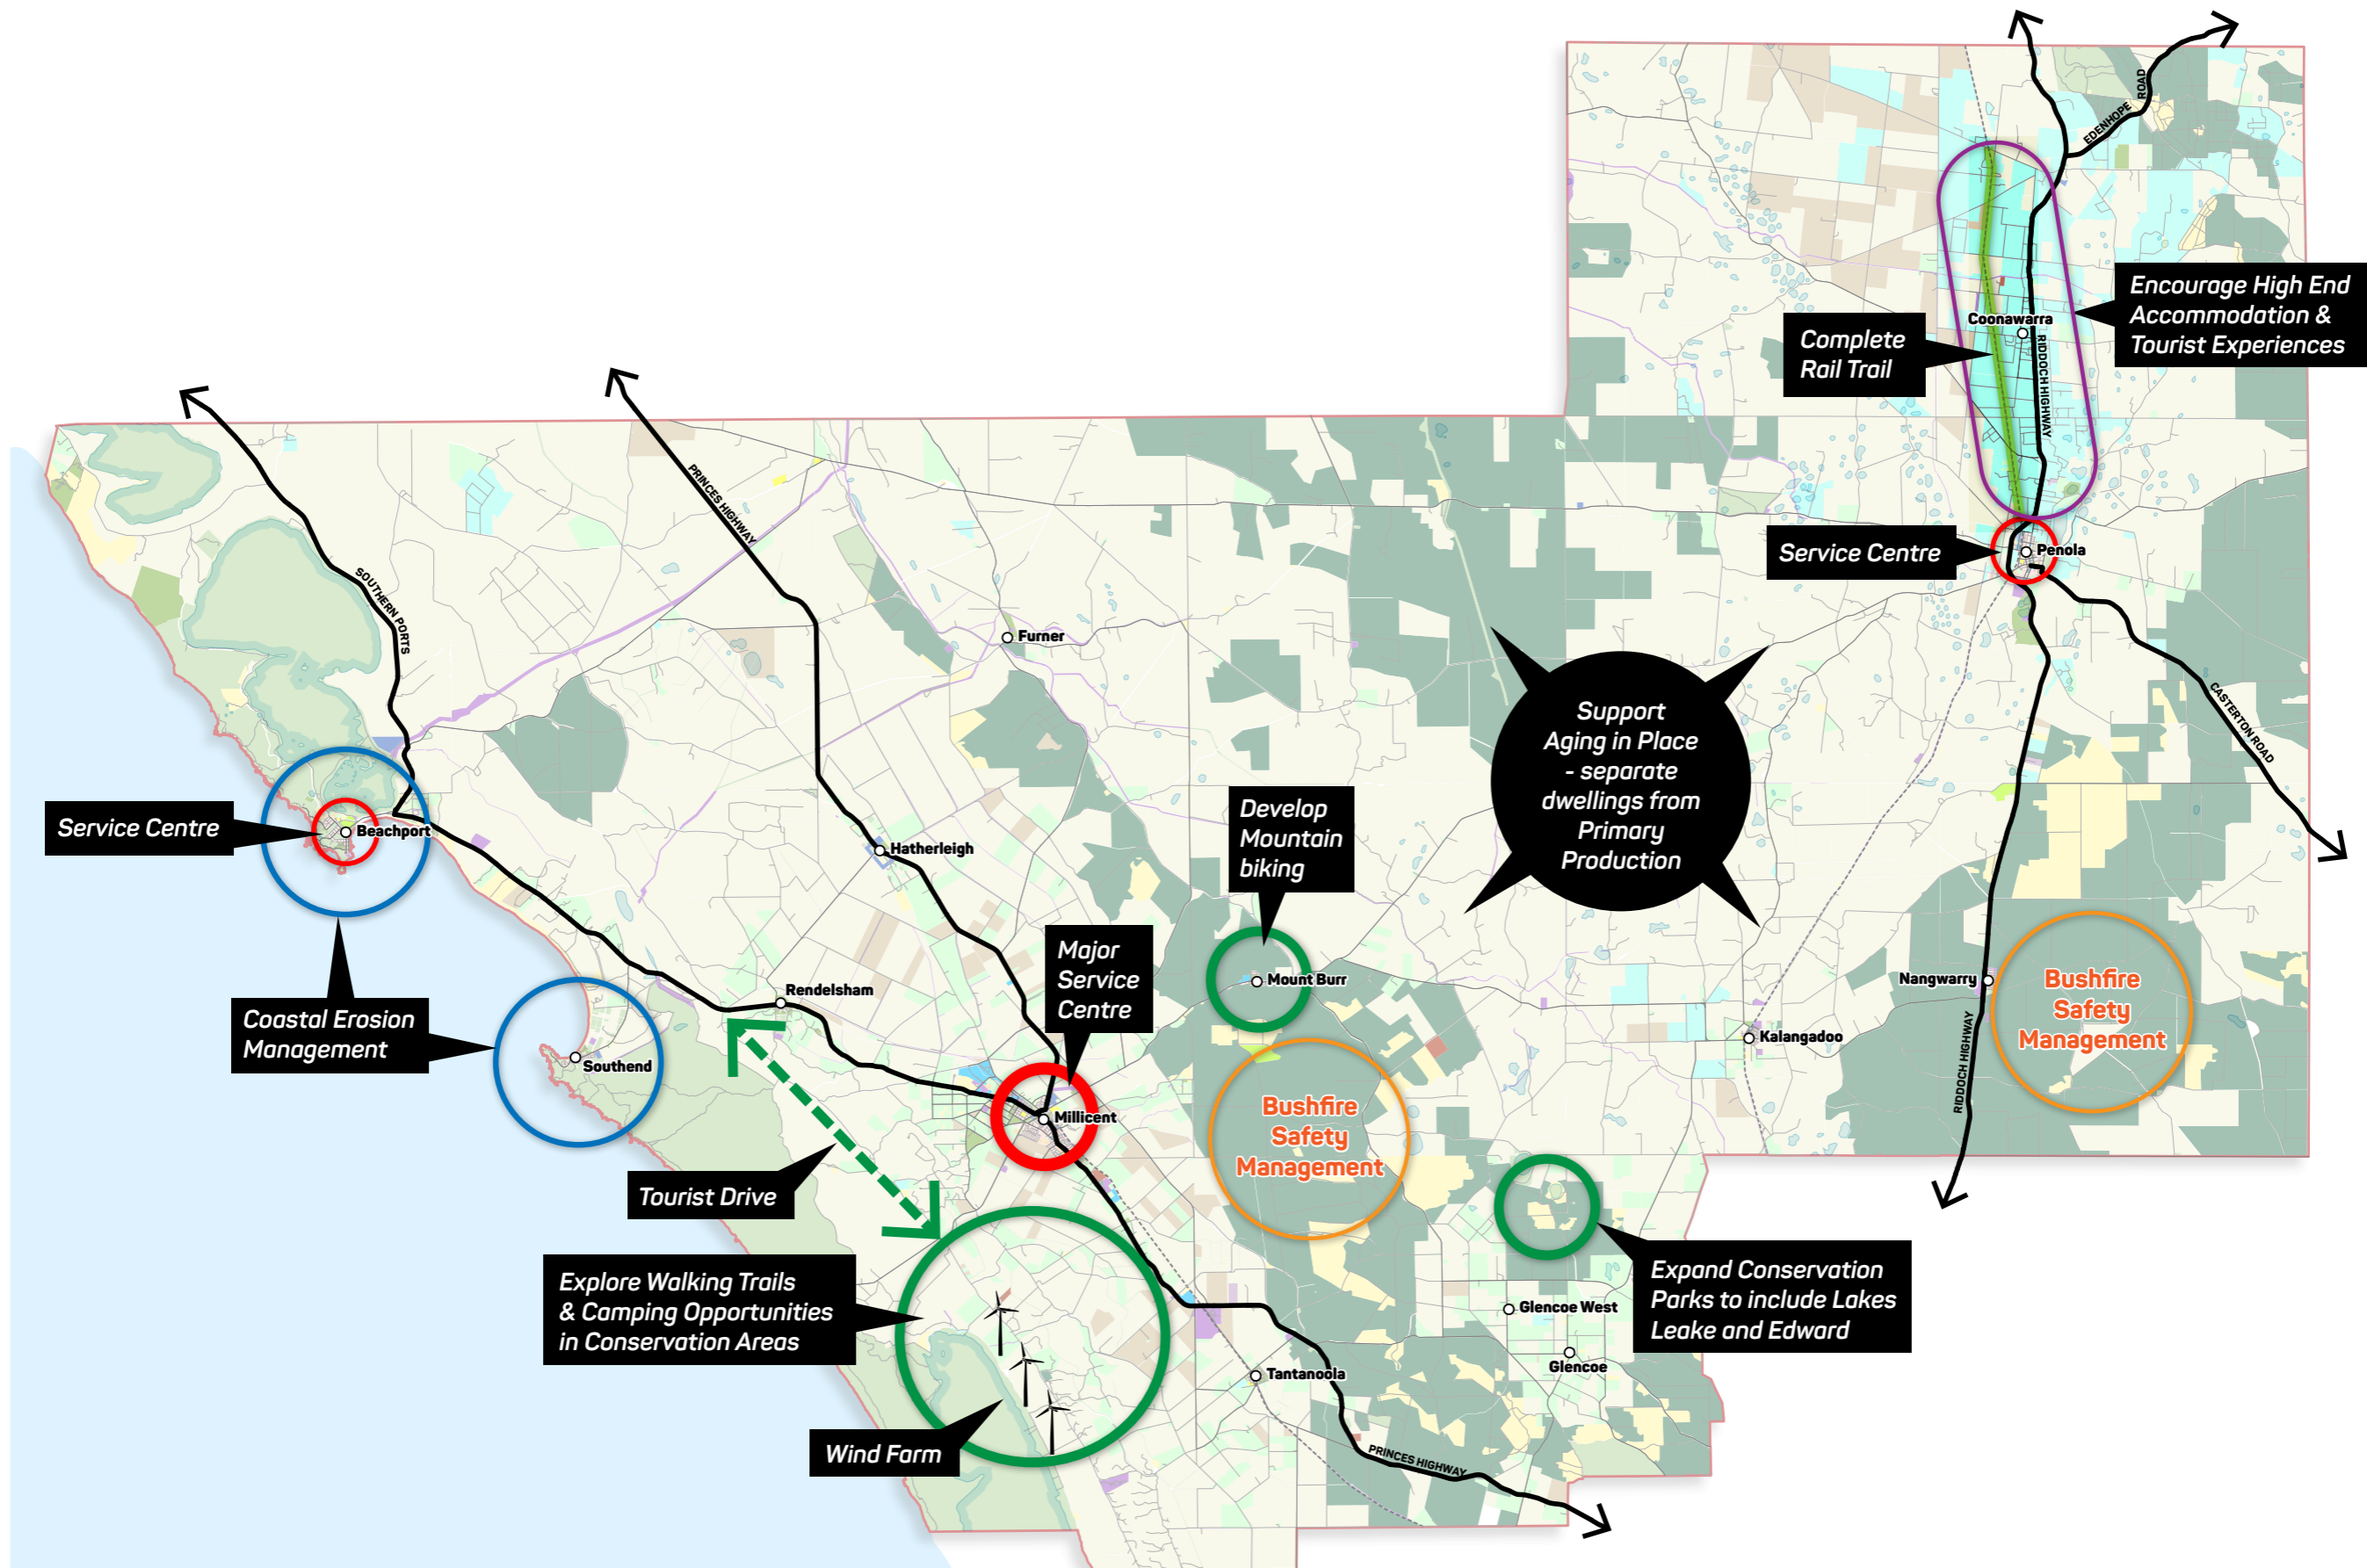 EDENHOPE ROAD
Encourage High End
Accommodation &
Tourist Experiences
Coonawarra
Complete
Rail Trail
RIDDOCH HIGHWAY
PRINCES HIGHWAY
Service Centre
Penola
SOUTHERN PORTS
Furner
Support
Aging in Place
- separate
dwellings from
Primary
Production
CASTERTON ROAD
Service Centre
Beachport
Hatherleigh
Develop
Mountain
biking
Major
Service
Centre
Mount Burr
Nangwarry
Bushfire
Safety
Management
Rendelsham
Coastal Erosion
Management
Southend
Kalangadoo
RIDDOCH HIGHWAY
Millicent
Bushfire
Safety
Management
Tourist Drive
Explore Walking Trails
& Camping Opportunities
in Conservation Areas
Expand Conservation
Parks to include Lakes
Leake and Edward
Glencoe West
Glencoe
Tantanoola
Wind Farm
PRINCES HIGHWAY